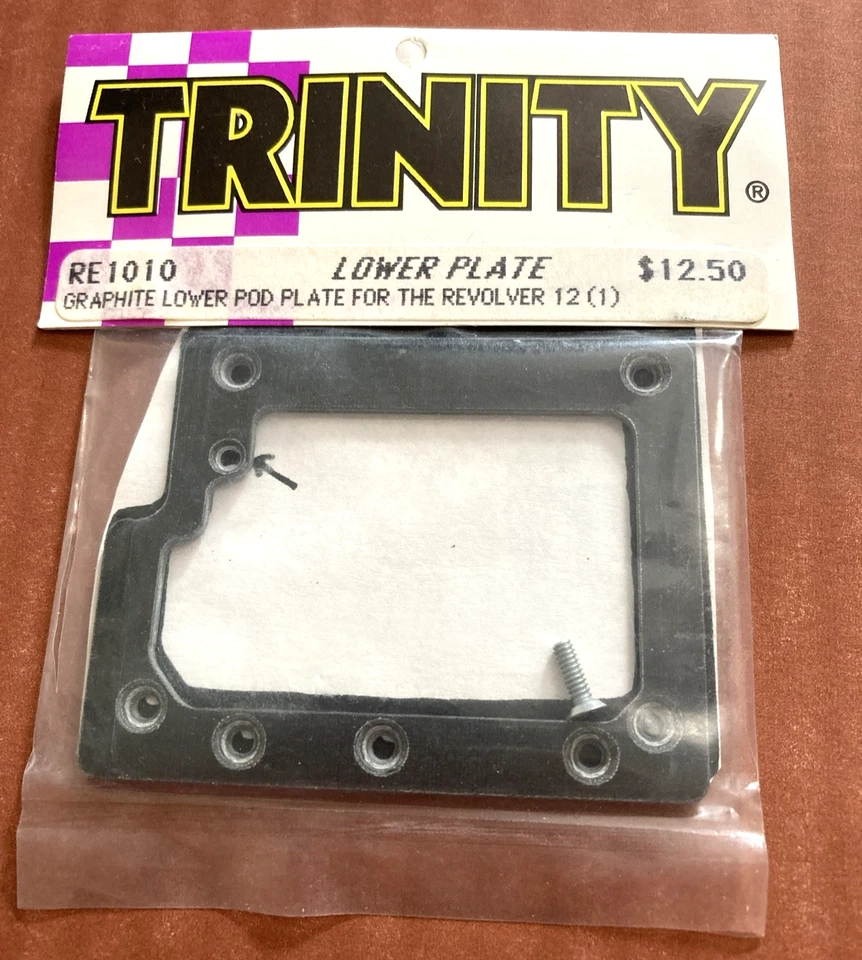 TRINITY ®
RE1010 LOWER PLATE $12.50
GRAPHITE LOWER POD PLATE FOR THE REVOLVER 12 (1)